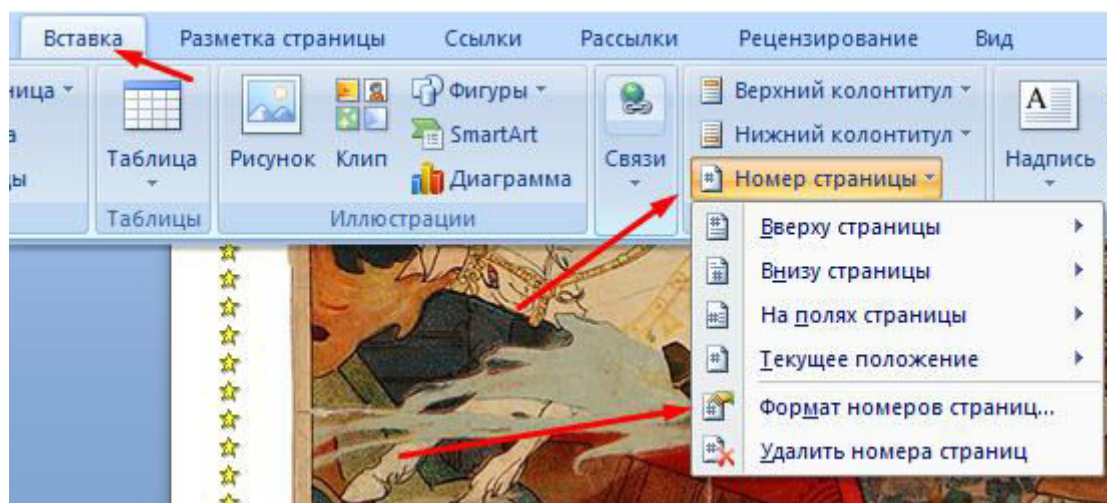 Вставка Разметка страницы Ссылки Рассылки Рецензирование Вид
Таблица
Таблицы
Рисунок Клип
Фигуры
SmartArt
Диаграмма
Иллюстрации
Связи
Верхний колонтитул
Нижний колонтитул
Номер страницы
A
Надпись
Вверху страницы
Внизу страницы
На полях страницы
Текущее положение
Формат номеров страниц...
Удалить номера страниц